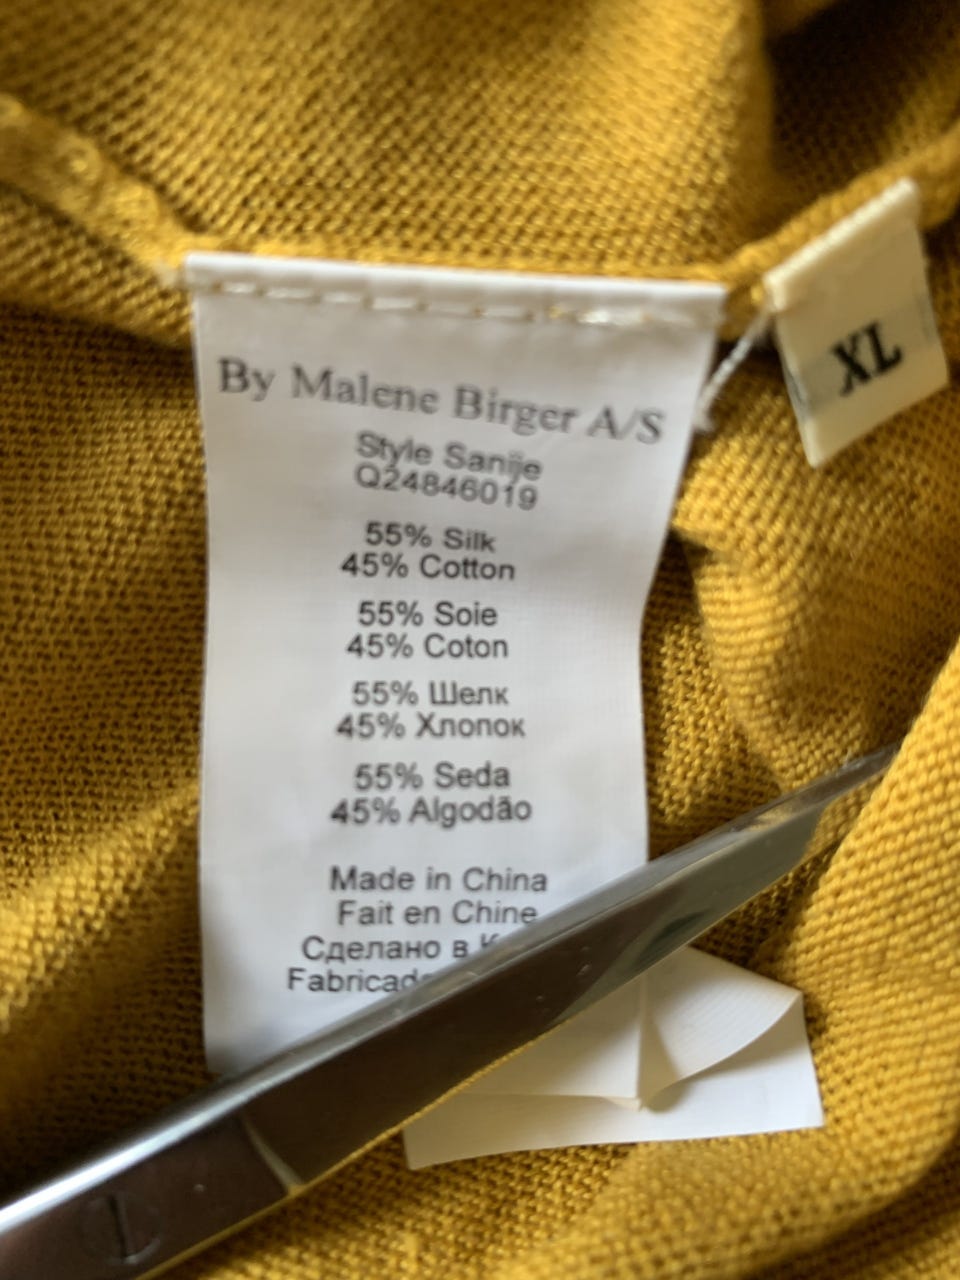 By Malene Birger A/S
Style Sanije
Q24846019
55% Silk
45% Cotton
55% Soie
45% Coton
55% Шелк
45% Хлопок
55% Seda
45% Algodão
Made in China
Fait en Chine
Сделано в
XL